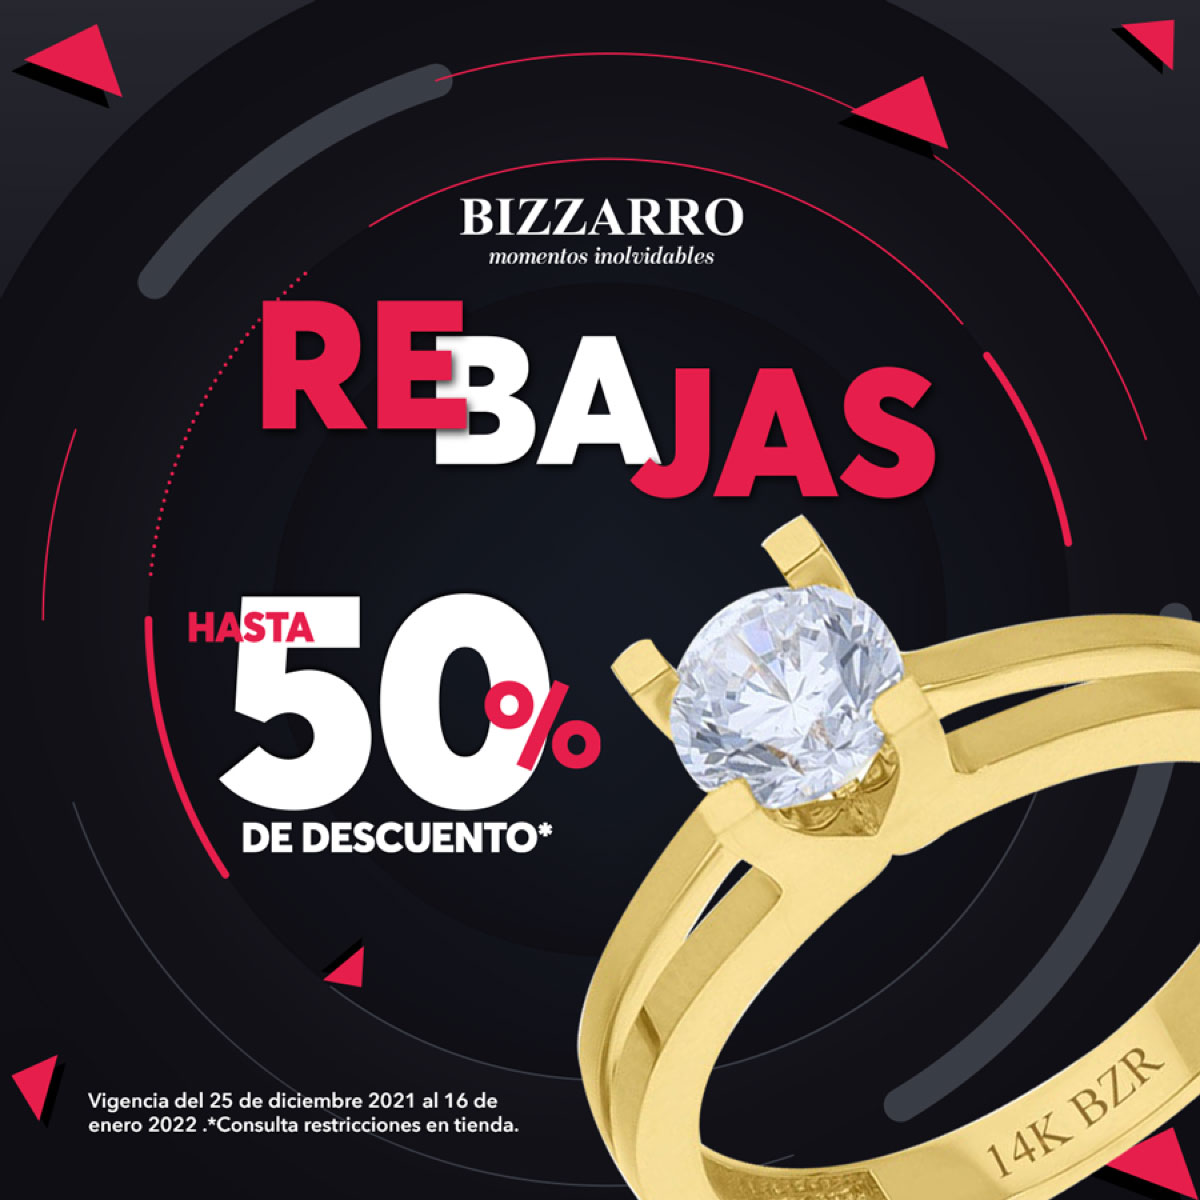 BIZZARRO
momentos inolvidables
REBAJAS
HASTA
50%
DE DESCUENTO*
Vigencia del 25 de diciembre 2021 al 16 de
enero 2022 .*Consulta restricciones en tienda.
14K BZR